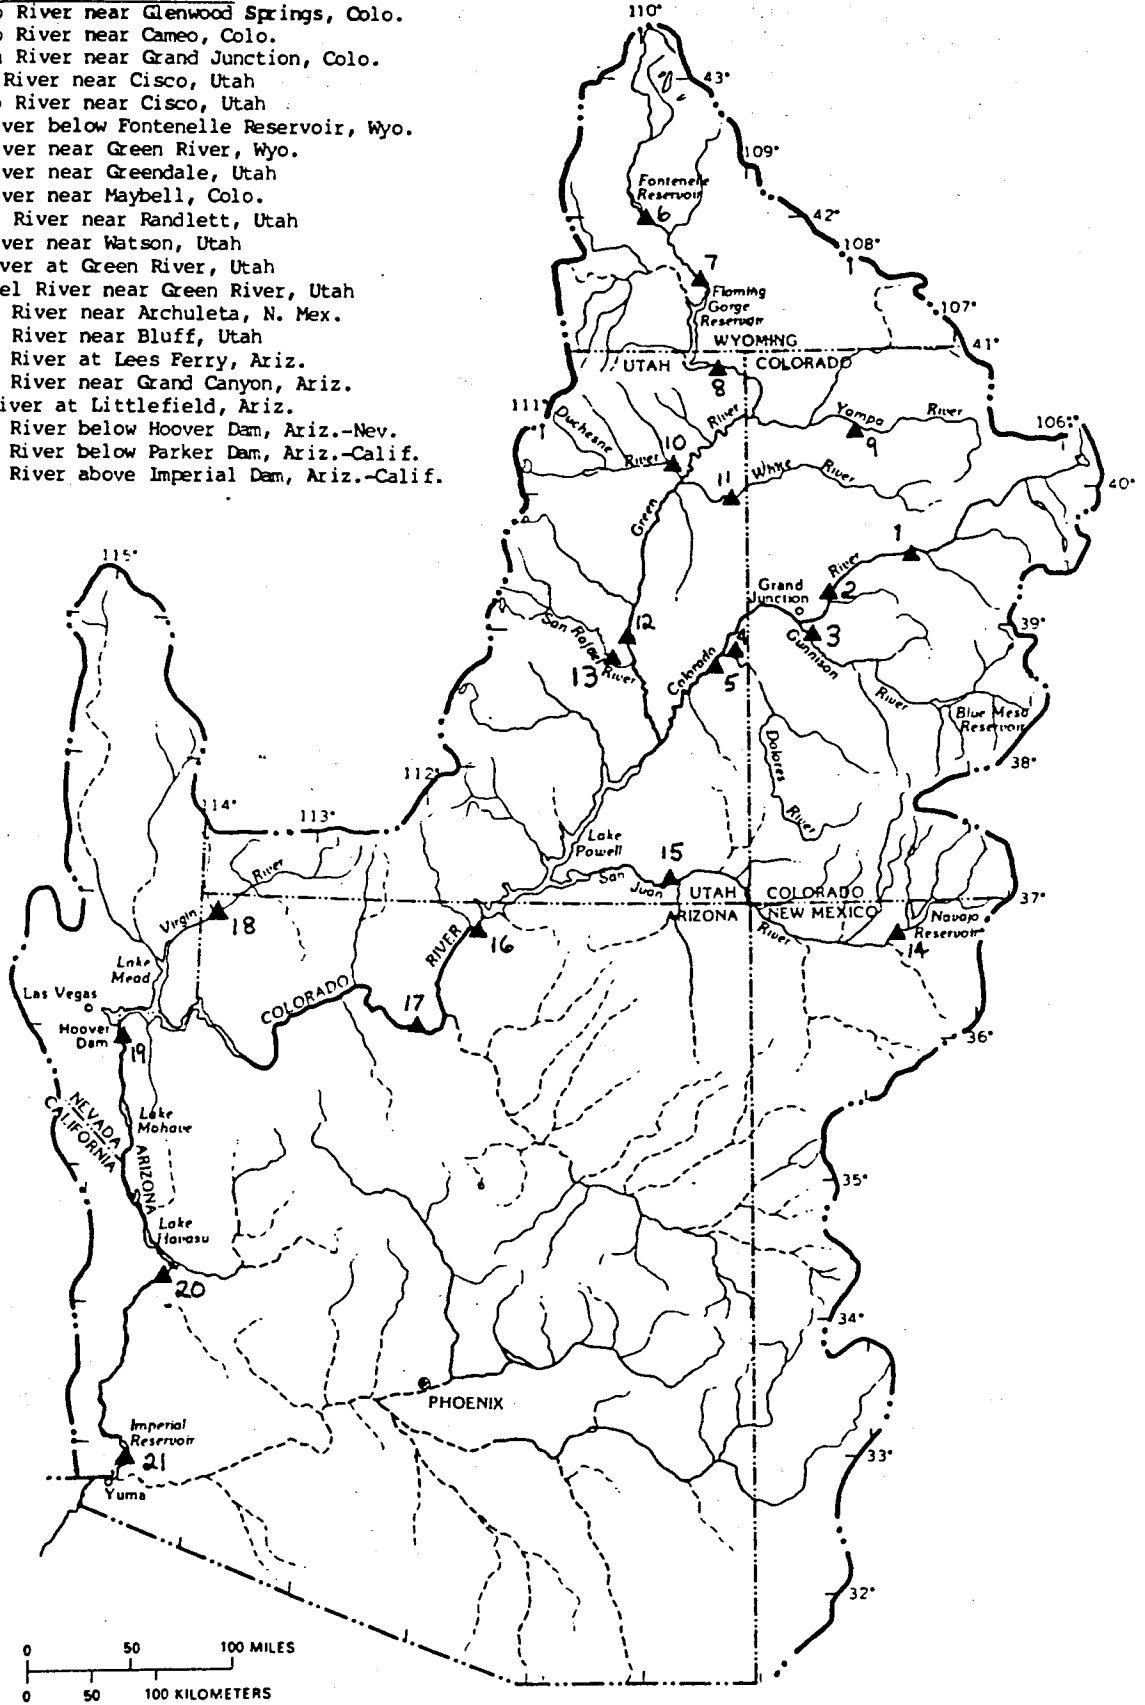 River near Glenwood Springs, Colo.
River near Cameo, Colo.
River near Grand Junction, Colo.
River near Cisco, Utah
River near Cisco, Utah
ver below Fontenelle Reservoir, Wyo.
ver near Green River, Wyo.
ver near Greendale, Utah
ver near Maybell, Colo.
River near Randlett, Utah
ver near Watson, Utah
ver at Green River, Utah
el River near Green River, Utah
River near Archuleta, N. Mex.
River near Bluff, Utah
River at Lees Ferry, Ariz.
River near Grand Canyon, Ariz.
iver at Littlefield, Ariz.
River below Hoover Dam, Ariz.-Nev.
River below Parker Dam, Ariz.-Calif.
River above Imperial Dam, Ariz.-Calif.
110°
43°
109°
Fontenelle
Reservoir
6
42°
108°
7
Flaming
Gorge
Reservoir
107°
WYOMING
41°
UTAH
COLORADO
8
111°
Duchesne
River
River
Yampa
River
9
106°
10
11
White
River
40°
Green
115°
1
River
2
Grand
Junction
3
Gunnison
River
39°
12
San Rafael
River
13
Colorado
4
5
Blue Mesa
Reservoir
38°
Dolores
River
112°
114°
113°
Lake
Powell
15
San
Juan
River
UTAH
COLORADO
37°
ARIZONA
NEW MEXICO
Navajo
Reservoir
14
River
Virgin
18
RIVER
16
Lake
Mead
Las Vegas
COLORADO
17
Hoover
Dam
19
36°
NEVADA
CALIFORNIA
Lake
Mohave
ARIZONA
35°
Lake
Havasu
20
34°
PHOENIX
Imperial
Reservoir
21
33°
Yuma
32°
0 50 100 MILES
0 50 100 KILOMETERS